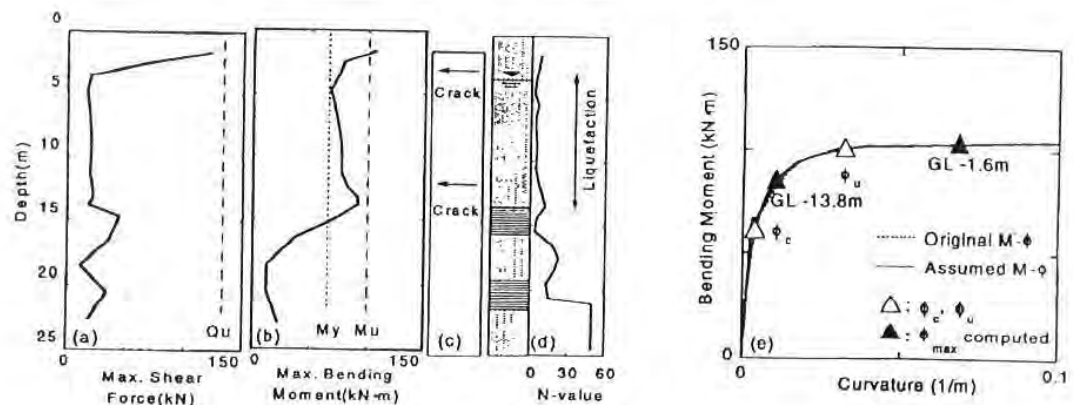 0
5
10
15
20
25
Depth(m)
(a)
Qu
0
150
Max. Shear
Force(kN)
(b)
My
Mu
0
150
Max. Bending
Moment(kN-m)
Crack
Crack
(c)
Liquefaction
(d)
0
30
60
N-value
150
0
Bending Moment (kN·m)
GL -1.6m
ϕu
GL -13.8m
ϕc
Original M-ϕ
Assumed M-ϕ
△ : ϕc, ϕu
▲ : ϕmax computed
(e)
0
0.1
Curvature (1/m)